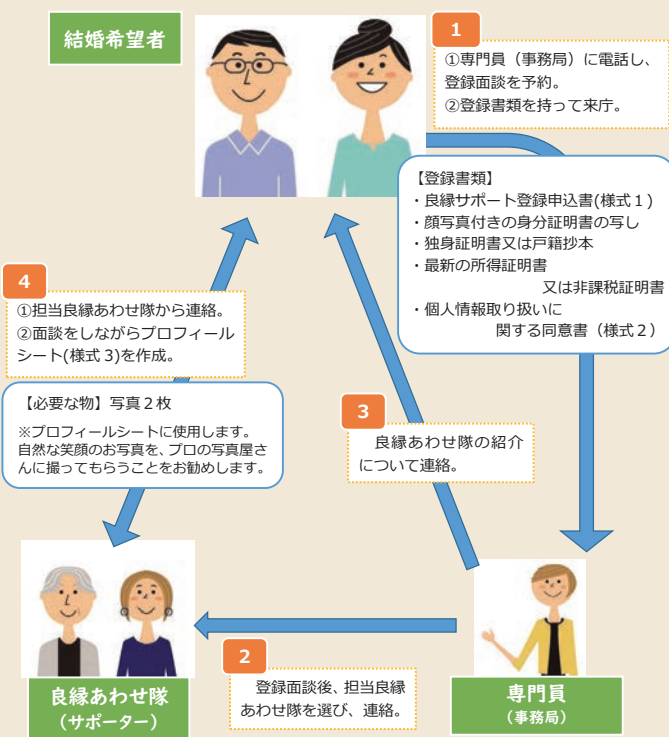 結婚希望者
1
①専門員（事務局）に電話し、
登録面談を予約。
②登録書類を持って来庁。
【登録書類】
・良縁サポート登録申込書(様式１)
・顔写真付きの身分証明書の写し
・独身証明書又は戸籍抄本
・最新の所得証明書
又は非課税証明書
・個人情報取り扱いに
関する同意書（様式２）
4
①担当良縁あわせ隊から連絡。
②面談をしながらプロフィール
シート(様式３)を作成。
【必要な物】写真２枚
※プロフィールシートに使用します。
自然な笑顔のお写真を、プロの写真屋さ
んに撮ってもらうことをお勧めします。
3
良縁あわせ隊の紹介
について連絡。
2
登録面談後、担当良縁
あわせ隊を選び、連絡。
良縁あわせ隊
（サポーター）
専門員
（事務局）